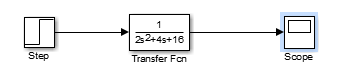 1
2s²+4s+16
Step
Transfer Fcn
Scope